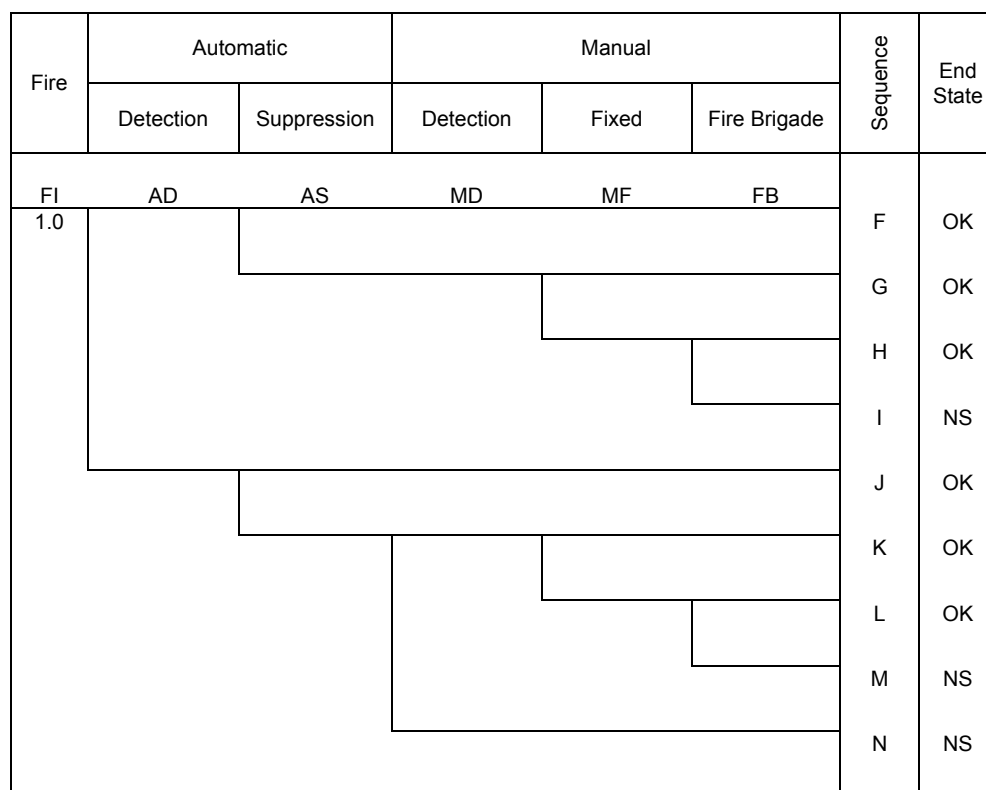 Fire
Automatic
Manual
Sequence
End
State
Detection
Suppression
Detection
Fixed
Fire Brigade
FI AD AS MD MF FB
1.0
F OK
G OK
H OK
I NS
J OK
K OK
L OK
M NS
N NS